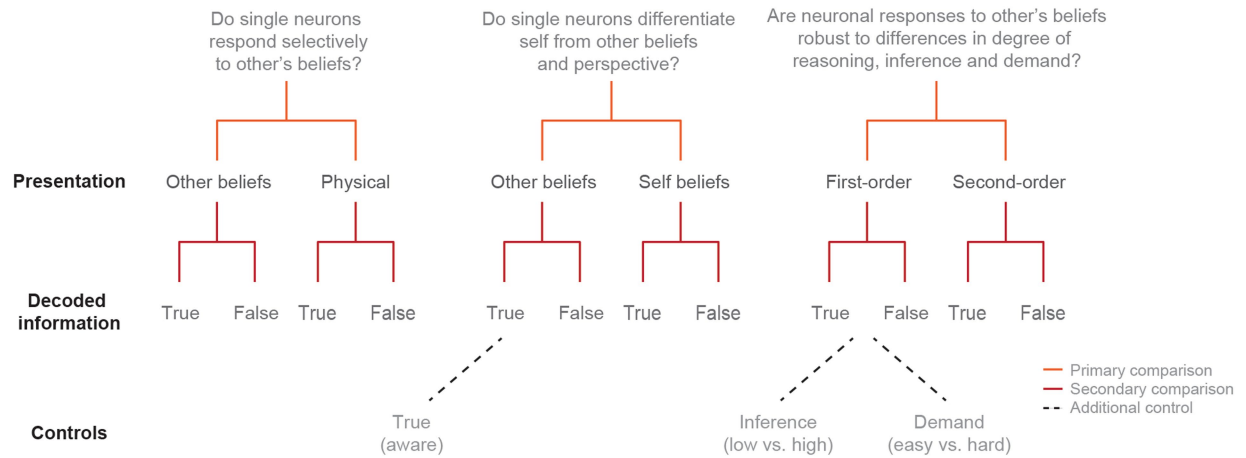 Do single neurons
respond selectively
to other's beliefs?
Do single neurons differentiate
self from other beliefs
and perspective?
Are neuronal responses to other's beliefs
robust to differences in degree of
reasoning, inference and demand?
Presentation
Other beliefs
Physical
Other beliefs
Self beliefs
First-order
Second-order
Decoded
information
True
False
True
False
True
False
True
False
True
False
True
False
Primary comparison
Secondary comparison
Additional control
Controls
True
(aware)
Inference
(low vs. high)
Demand
(easy vs. hard)